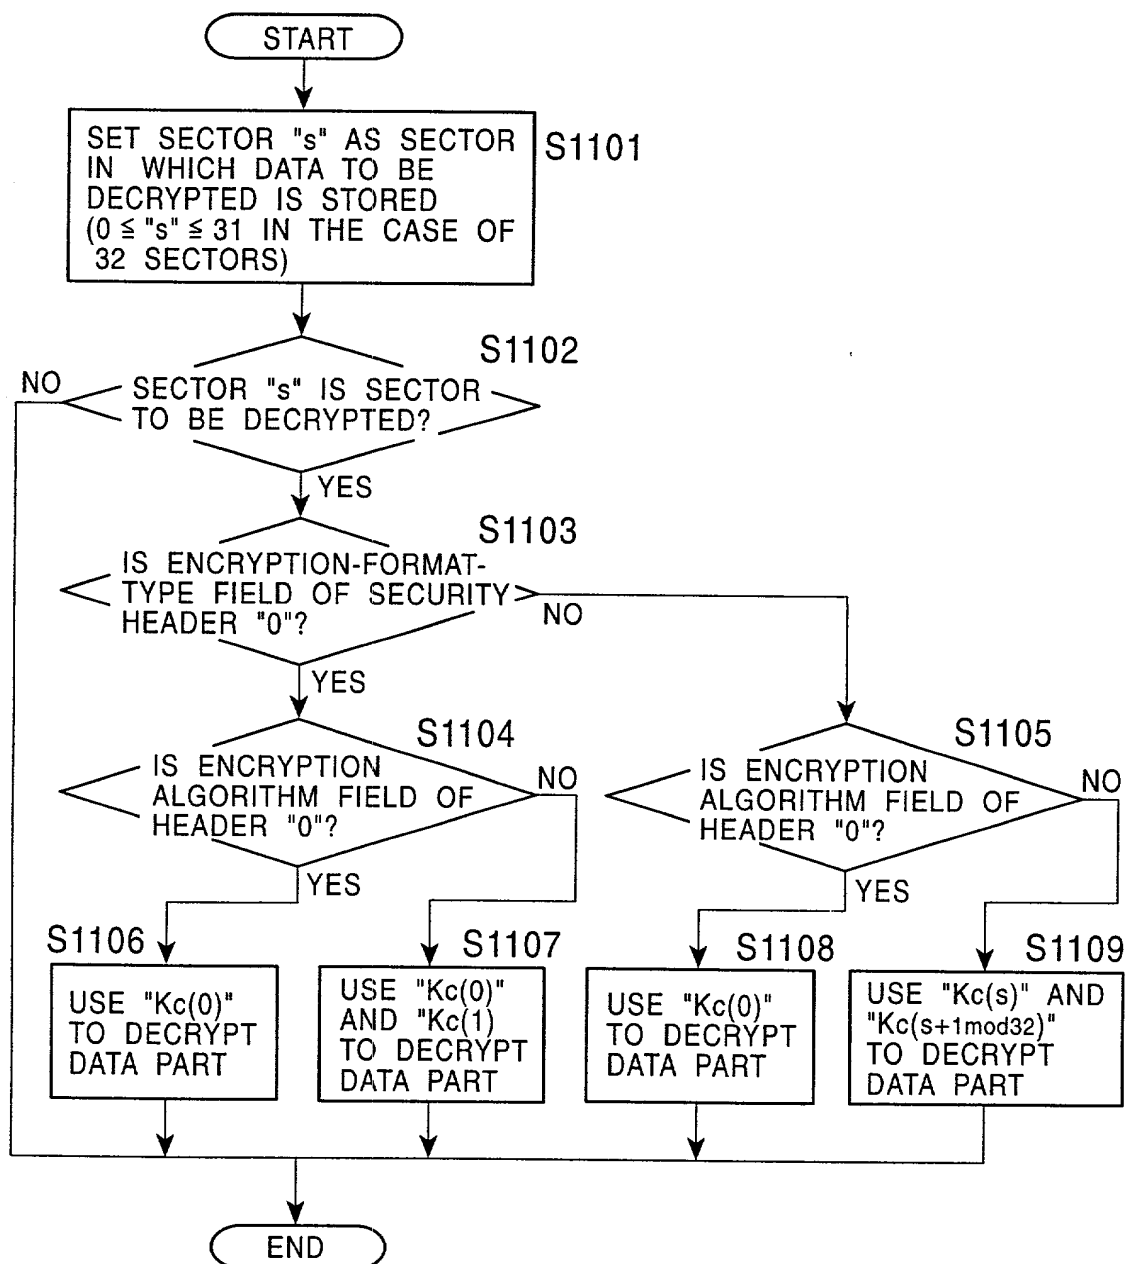 START
SET SECTOR "s" AS SECTOR
IN WHICH DATA TO BE
DECRYPTED IS STORED
(0 ≦ "s" ≦ 31 IN THE CASE OF
32 SECTORS)
S1101
S1102
NO
SECTOR "s" IS SECTOR
TO BE DECRYPTED?
YES
S1103
IS ENCRYPTION-FORMAT-
TYPE FIELD OF SECURITY
HEADER "0"?
NO
YES
S1104
IS ENCRYPTION
ALGORITHM FIELD OF
HEADER "0"?
NO
YES
S1105
IS ENCRYPTION
ALGORITHM FIELD OF
HEADER "0"?
NO
YES
S1106
USE "Kc(0)"
TO DECRYPT
DATA PART
S1107
USE "Kc(0)"
AND "Kc(1)
TO DECRYPT
DATA PART
S1108
USE "Kc(0)"
TO DECRYPT
DATA PART
S1109
USE "Kc(s)" AND
"Kc(s+1mod32)"
TO DECRYPT
DATA PART
END